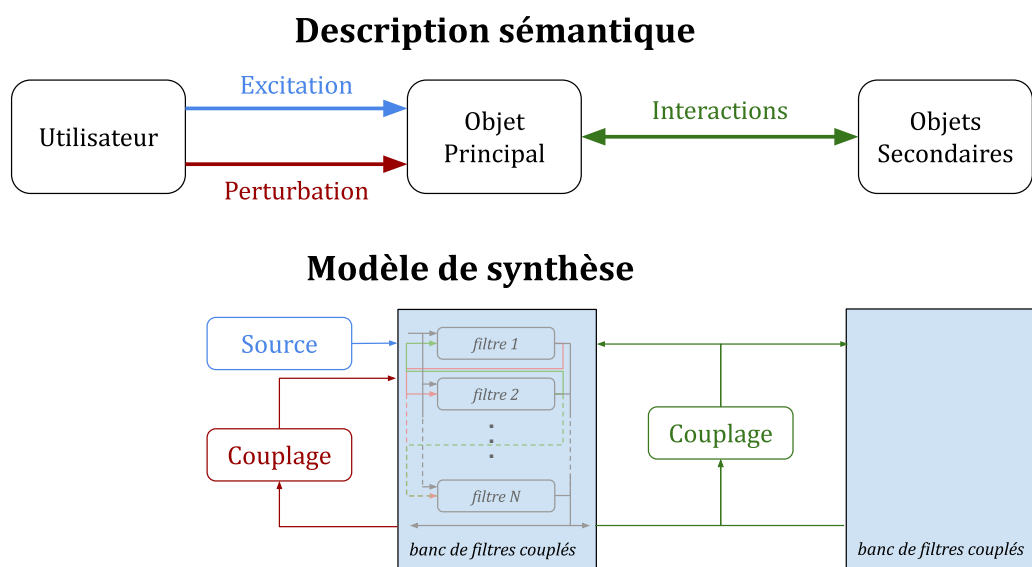 Description sémantique
Utilisateur
Excitation
Perturbation
Objet
Principal
Interactions
Objets
Secondaires
Modèle de synthèse
Source
Couplage
filtre 1
filtre 2
filtre N
banc de filtres couplés
Couplage
banc de filtres couplés